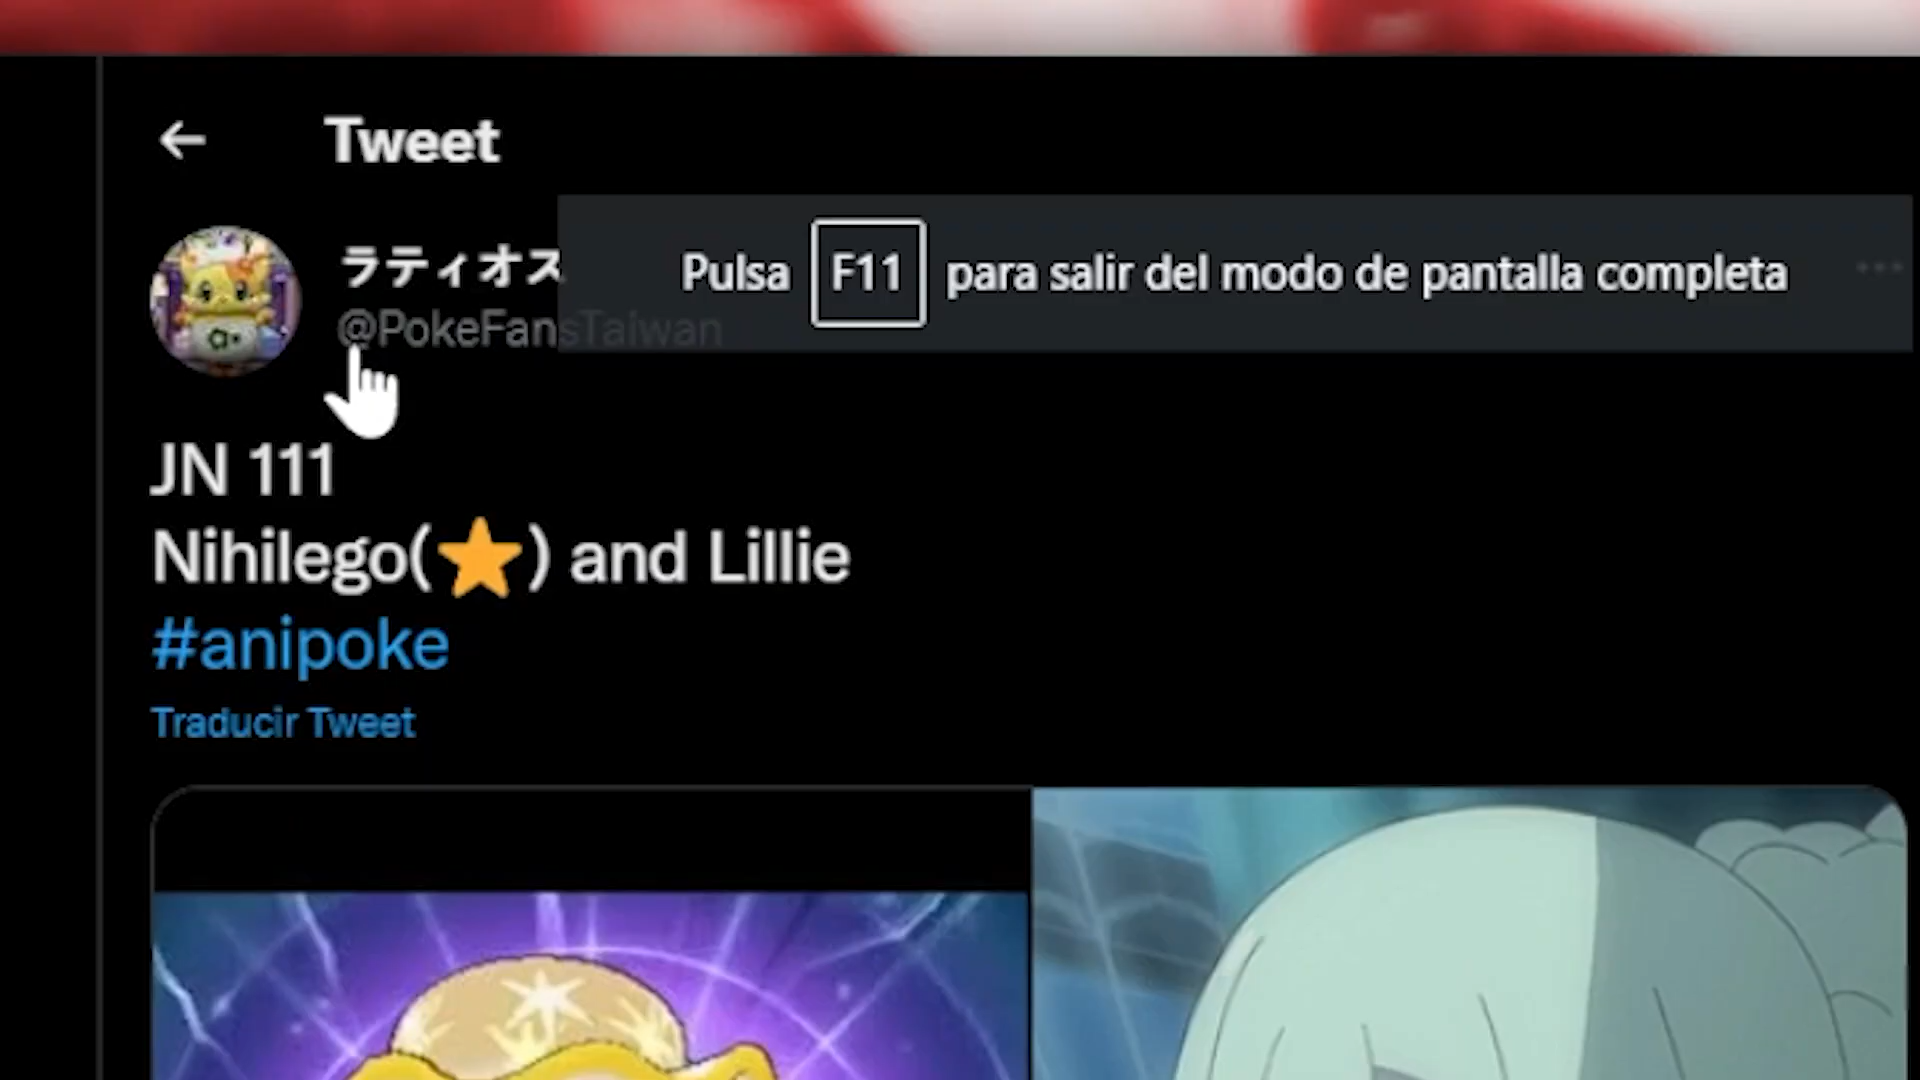 Tweet
ラティオス
Pulsa F11 para salir del modo de pantalla completa
@PokeFansTaiwan
JN 111
Nihilego(⭐) and Lillie
#anipoke
Traducir Tweet